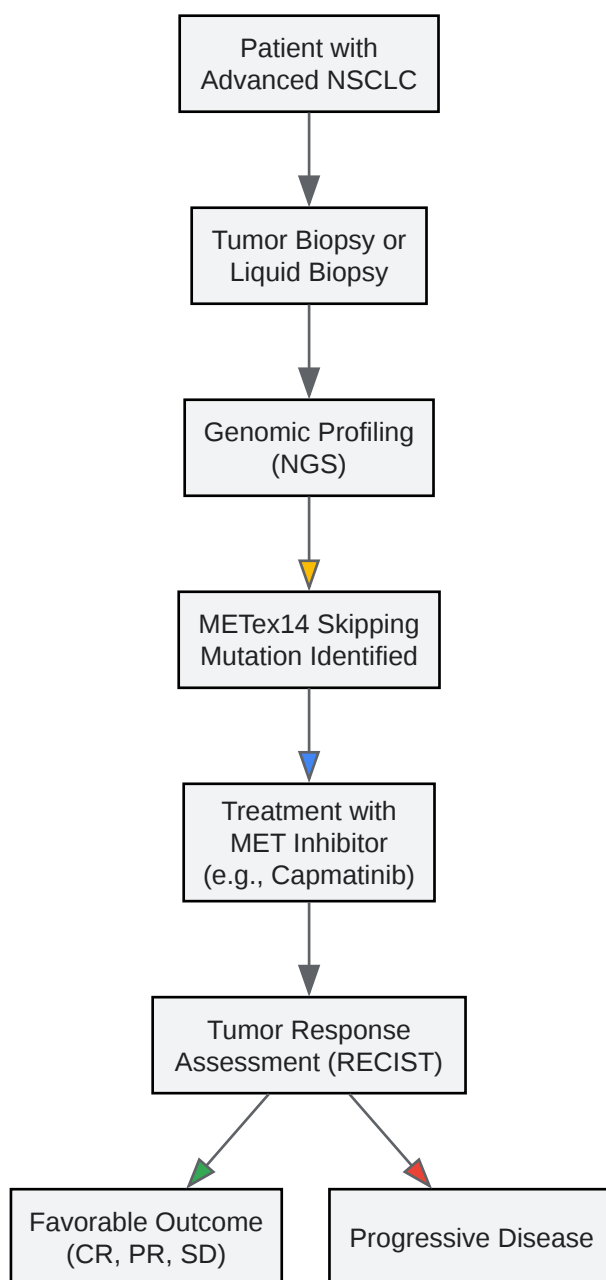 Patient with
Advanced NSCLC
Tumor Biopsy or
Liquid Biopsy
Genomic Profiling
(NGS)
METex14 Skipping
Mutation Identified
Treatment with
MET Inhibitor
(e.g., Capmatinib)
Tumor Response
Assessment (RECIST)
Favorable Outcome
(CR, PR, SD)
Progressive Disease